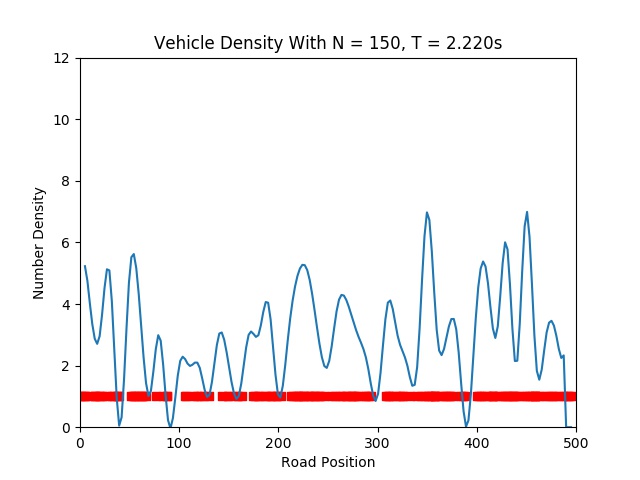 Vehicle Density With N = 150, T = 2.220s
12
10
8
6
4
2
0
Number Density
0 100 200 300 400 500
Road Position